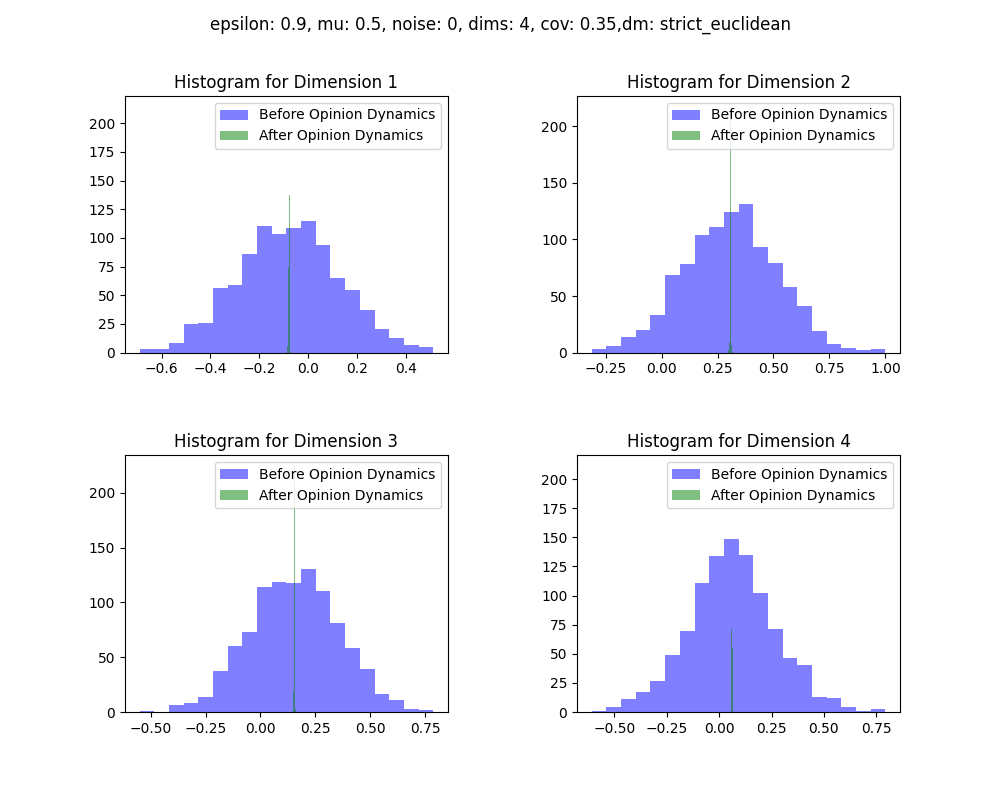 epsilon: 0.9, mu: 0.5, noise: 0, dims: 4, cov: 0.35,dm: strict_euclidean
Histogram for Dimension 1
Before Opinion Dynamics
After Opinion Dynamics
200
175
150
125
100
75
50
25
0
−0.6 −0.4 −0.2 0.0 0.2 0.4
Histogram for Dimension 2
Before Opinion Dynamics
After Opinion Dynamics
200
150
100
50
0
−0.25 0.00 0.25 0.50 0.75 1.00
Histogram for Dimension 3
Before Opinion Dynamics
After Opinion Dynamics
200
150
100
50
0
−0.50 −0.25 0.00 0.25 0.50 0.75
Histogram for Dimension 4
Before Opinion Dynamics
After Opinion Dynamics
200
175
150
125
100
75
50
25
0
−0.50 −0.25 0.00 0.25 0.50 0.75